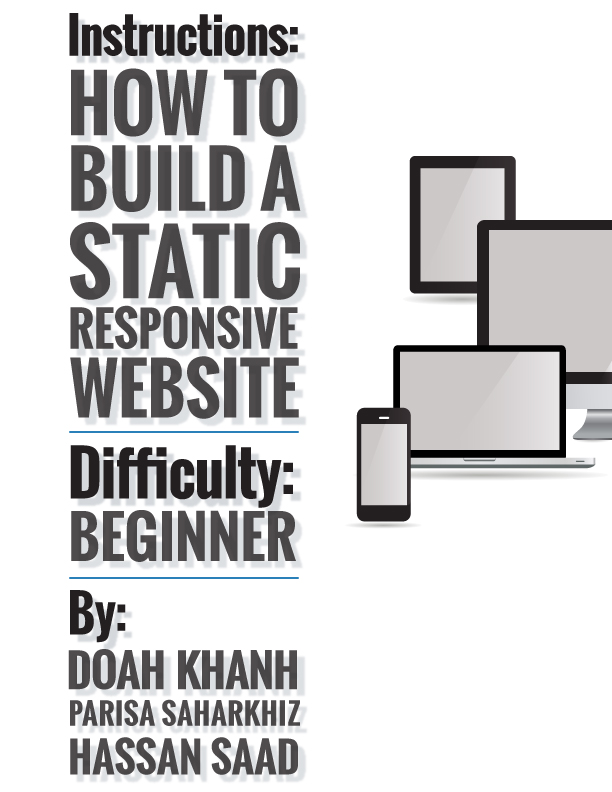 Instructions:
HOW TO
BUILD A
STATIC
RESPONSIVE
WEBSITE
Difficulty:
BEGINNER
By:
DOAH KHANH
PARISA SAHARKHIZ
HASSAN SAAD